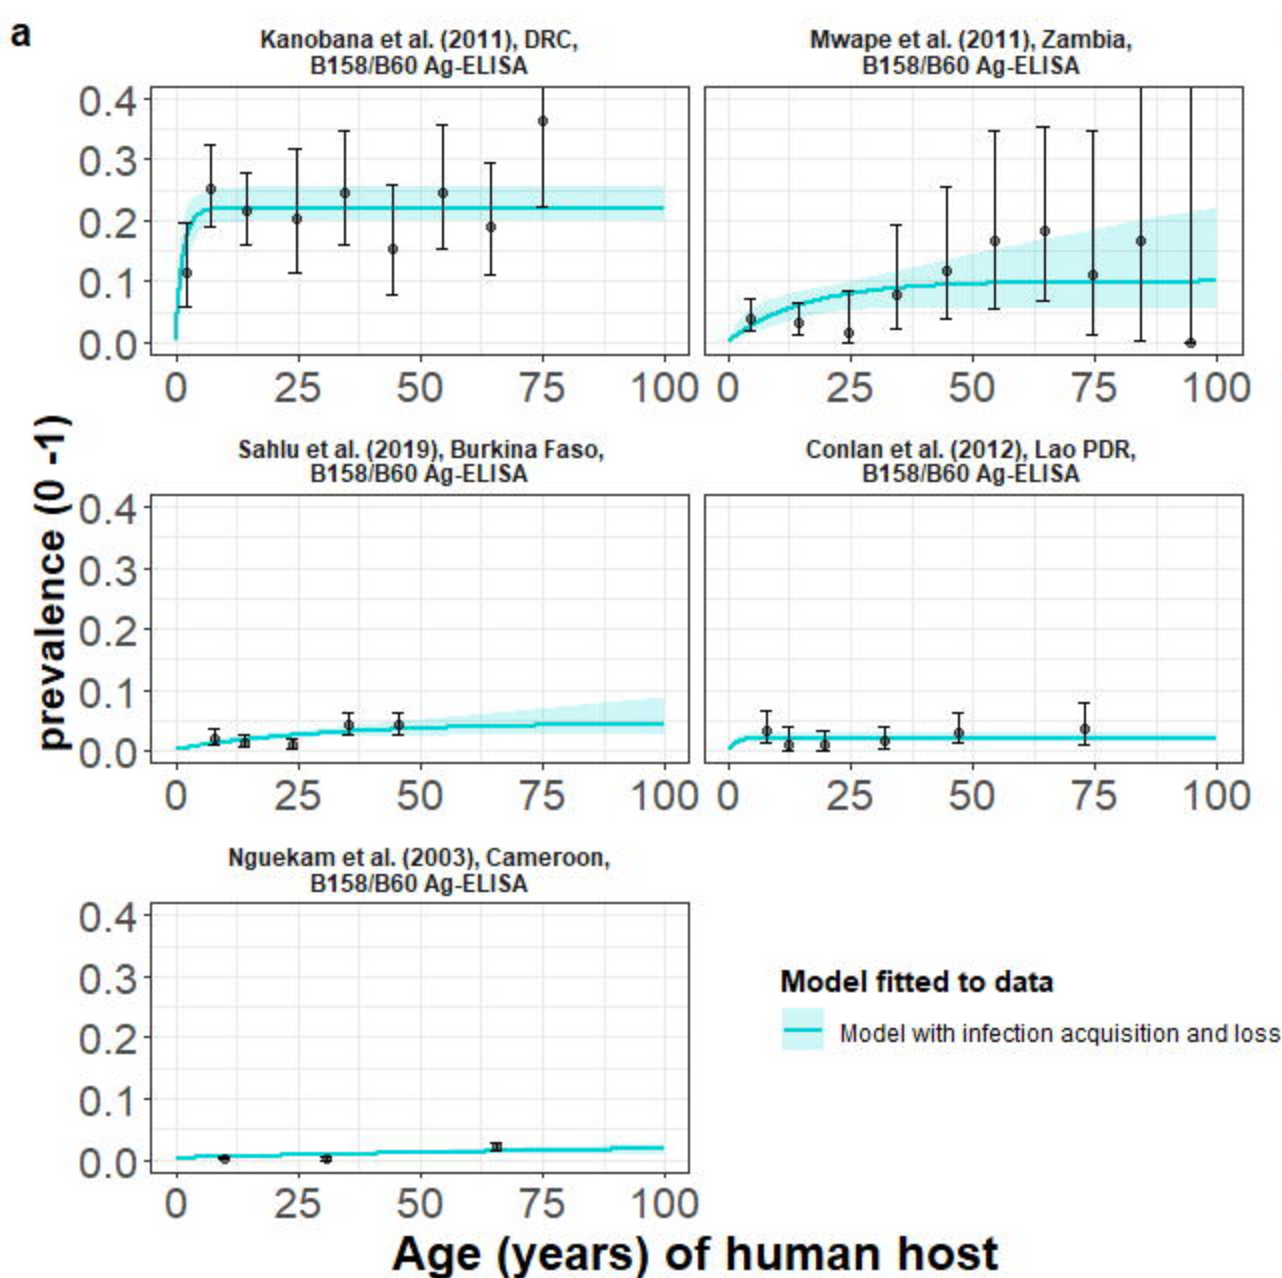 a
Kanobana et al. (2011), DRC,
B158/B60 Ag-ELISA
Mwape et al. (2011), Zambia,
B158/B60 Ag-ELISA
0.4
0.3
0.2
0.1
0.0
0 25 50 75 100
0 25 50 75 100
Sahlu et al. (2019), Burkina Faso,
B158/B60 Ag-ELISA
Conlan et al. (2012), Lao PDR,
B158/B60 Ag-ELISA
prevalence (0 -1)
0.4
0.3
0.2
0.1
0.0
0 25 50 75 100
0 25 50 75 100
Nguekam et al. (2003), Cameroon,
B158/B60 Ag-ELISA
0.4
0.3
0.2
0.1
0.0
0 25 50 75 100
Model fitted to data
Model with infection acquisition and loss
Age (years) of human host